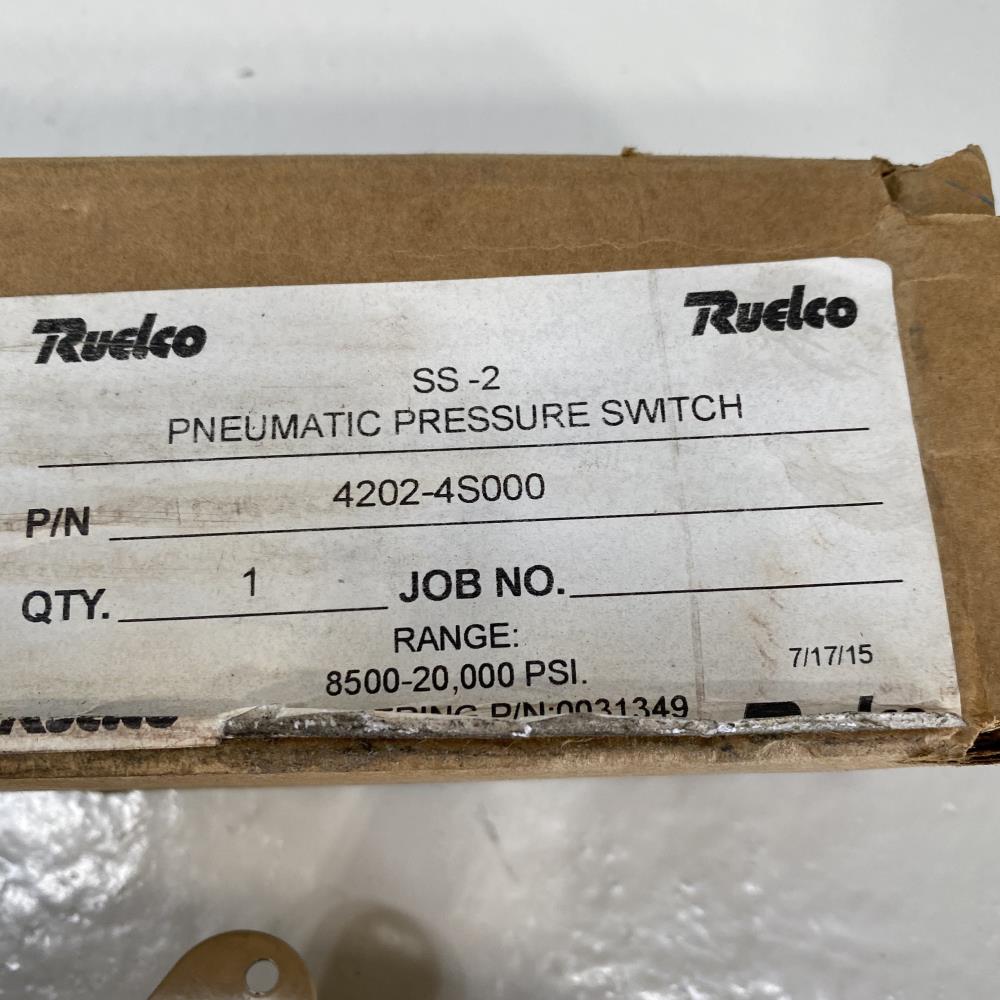 Ruelco Ruelco
SS -2
PNEUMATIC PRESSURE SWITCH
P/N 4202-4S000
QTY. 1 JOB NO.
RANGE:
8500-20,000 PSI.
7/17/15
P/N:0031349